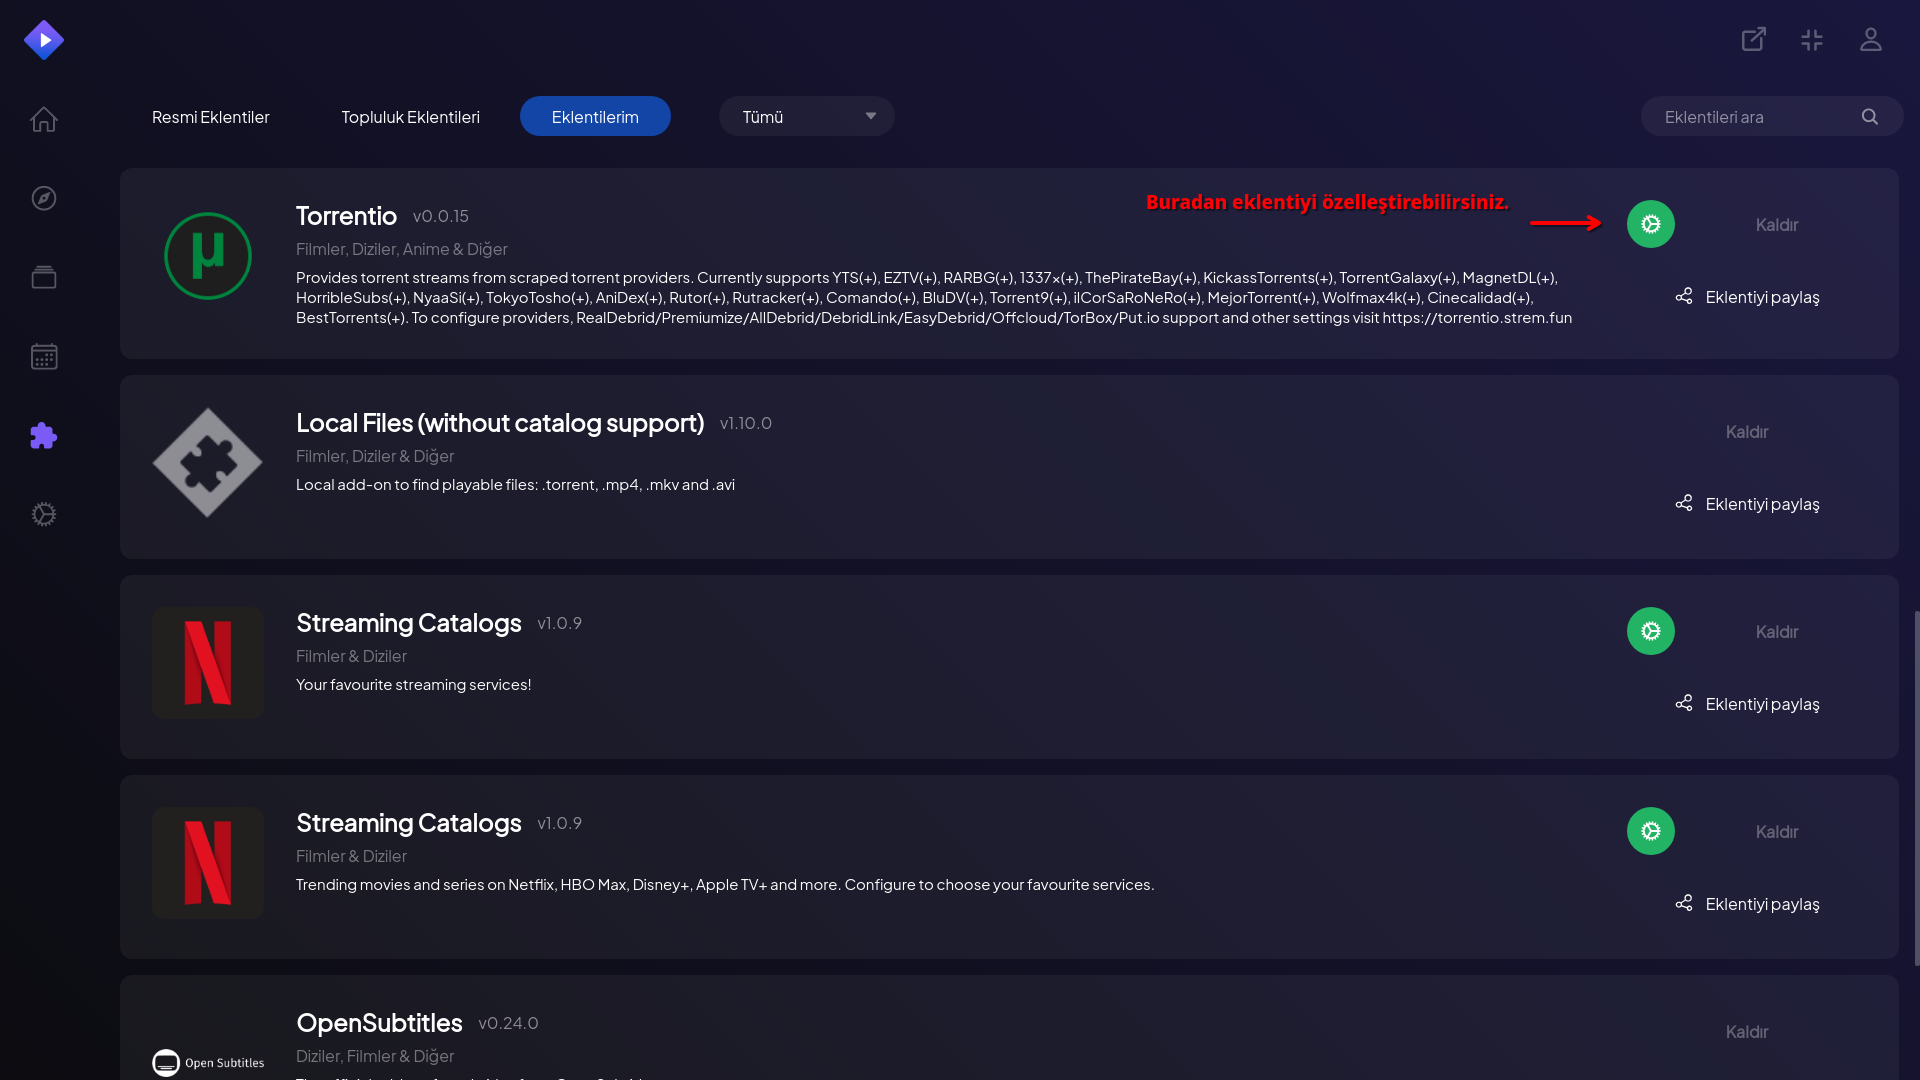 Resmi Eklentiler
Topluluk Eklentileri
Eklentilerim
Tümü
Eklentileri ara
Torrentio v0.0.15
Filmler, Diziler, Anime & Diğer
Provides torrent streams from scraped torrent providers. Currently supports YTS(+), EZTV(+), RARBG(+), 1337x(+), ThePirateBay(+), KickassTorrents(+), TorrentGalaxy(+), MagnetDL(+),
HorribleSubs(+), NyaaSi(+), TokyoTosho(+), AniDex(+), Rutor(+), Rutracker(+), Comando(+), BluDV(+), Torrent9(+), ilCorSaRoNeRo(+), MejorTorrent(+), Wolfmax4k(+), Cinecalidad(+),
BestTorrents(+). To configure providers, RealDebrid/Premiumize/AllDebrid/DebridLink/EasyDebrid/Offcloud/TorBox/Put.io support and other settings visit https://torrentio.strem.fun
Buradan eklentiyi özelleştirebilirsiniz.
Kaldır
Eklentiyi paylaş
Local Files (without catalog support) v1.10.0
Filmler, Diziler & Diğer
Local add-on to find playable files: .torrent, .mp4, .mkv and .avi
Kaldır
Eklentiyi paylaş
Streaming Catalogs v1.0.9
Filmler & Diziler
Your favourite streaming services!
Kaldır
Eklentiyi paylaş
Streaming Catalogs v1.0.9
Filmler & Diziler
Trending movies and series on Netflix, HBO Max, Disney+, Apple TV+ and more. Configure to choose your favourite services.
Kaldır
Eklentiyi paylaş
Open Subtitles
OpenSubtitles v0.24.0
Diziler, Filmler & Diğer
Kaldır